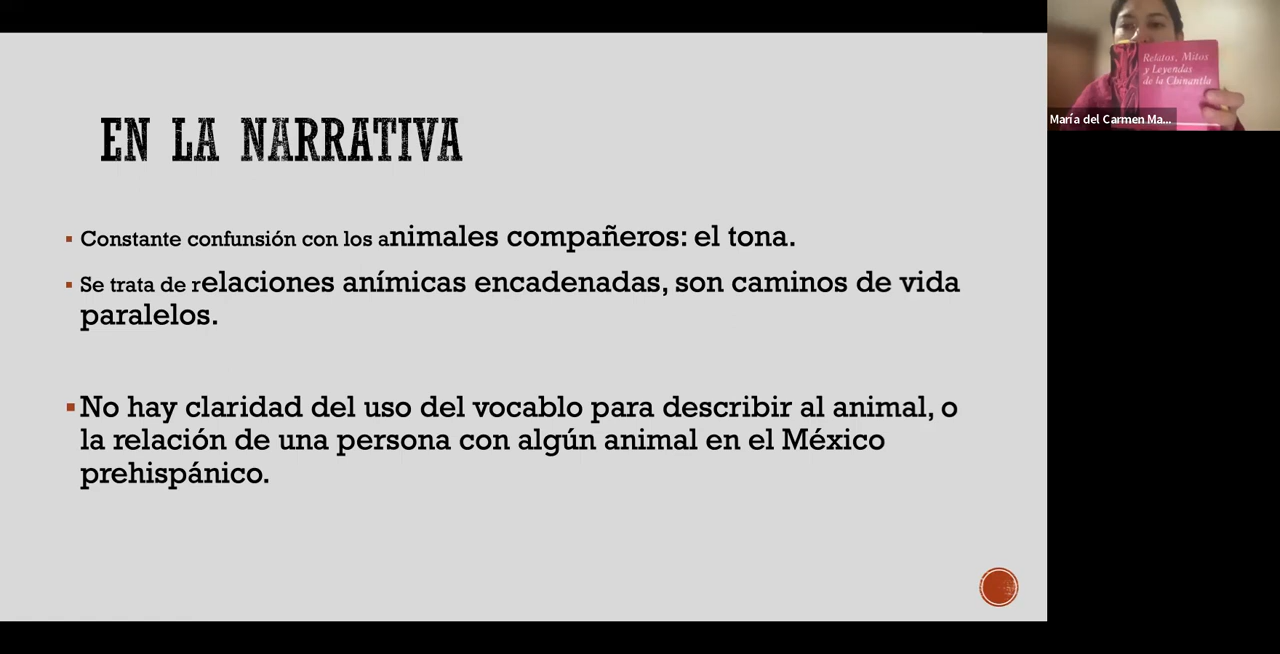 EN LA NARRATIVA
Constante confunsión con los animales compañeros: el tona.
Se trata de relaciones anímicas encadenadas, son caminos de vida
paralelos.
No hay claridad del uso del vocablo para describir al animal, o
la relación de una persona con algún animal en el México
prehispánico.
Relatos, Mitos
y Leyendas
de la Chinantla
María del Carmen Ma...